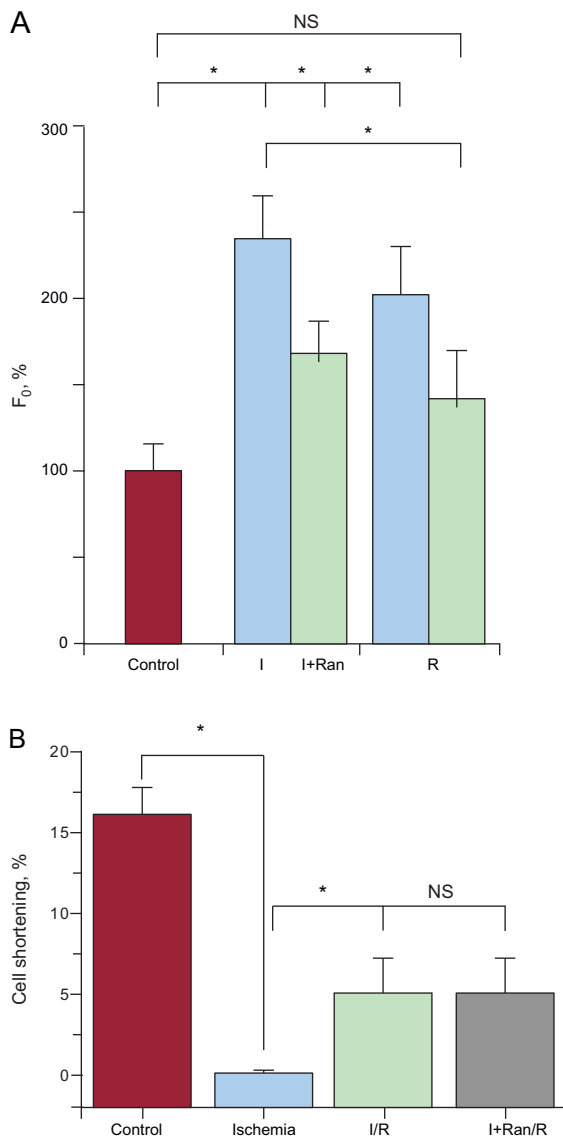 A
NS
* * *
*
300
200
100
0
F₀, %
Control I I+Ran R
B
20
15
10
5
0
Cell shortening, %
*
* NS
Control Ischemia I/R I+Ran/R